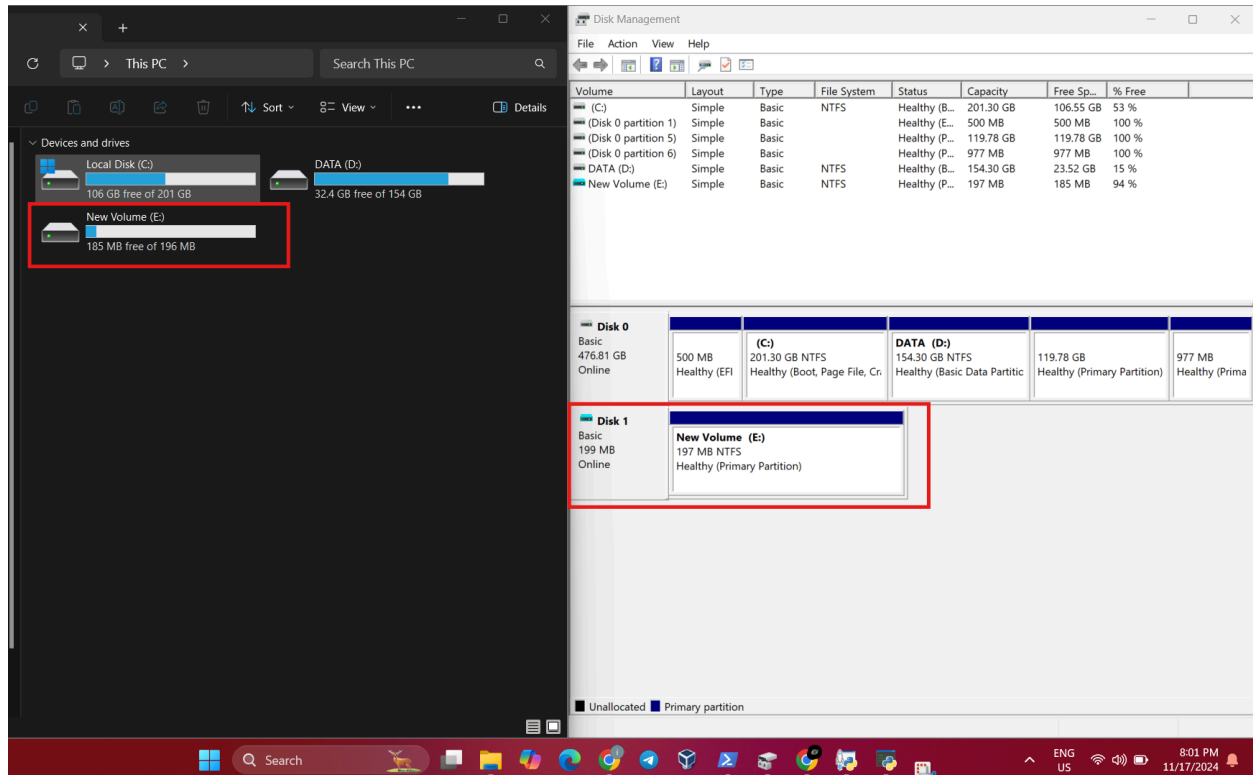 This PC
Search This PC
Sort
View
Details
Devices and drives
Local Disk (C:)
106 GB free of 201 GB
DATA (D:)
32.4 GB free of 154 GB
New Volume (E:)
185 MB free of 196 MB
Disk Management
File Action View Help
Volume Layout Type File System Status Capacity Free Sp... % Free
(C:) Simple Basic NTFS Healthy (B... 201.30 GB 106.55 GB 53 %
(Disk 0 partition 1) Simple Basic Healthy (E... 500 MB 500 MB 100 %
(Disk 0 partition 5) Simple Basic Healthy (P... 119.78 GB 119.78 GB 100 %
(Disk 0 partition 6) Simple Basic Healthy (P... 977 MB 977 MB 100 %
DATA (D:) Simple Basic NTFS Healthy (B... 154.30 GB 23.52 GB 15 %
New Volume (E:) Simple Basic NTFS Healthy (P... 197 MB 185 MB 94 %
Disk 0
Basic
476.81 GB
Online
500 MB
Healthy (EFI
(C:)
201.30 GB NTFS
Healthy (Boot, Page File, Cr
DATA (D:)
154.30 GB NTFS
Healthy (Basic Data Partitic
119.78 GB
Healthy (Primary Partition)
977 MB
Healthy (Prima
Disk 1
Basic
199 MB
Online
New Volume (E:)
197 MB NTFS
Healthy (Primary Partition)
Unallocated Primary partition
Search
ENG
US
8:01 PM
11/17/2024